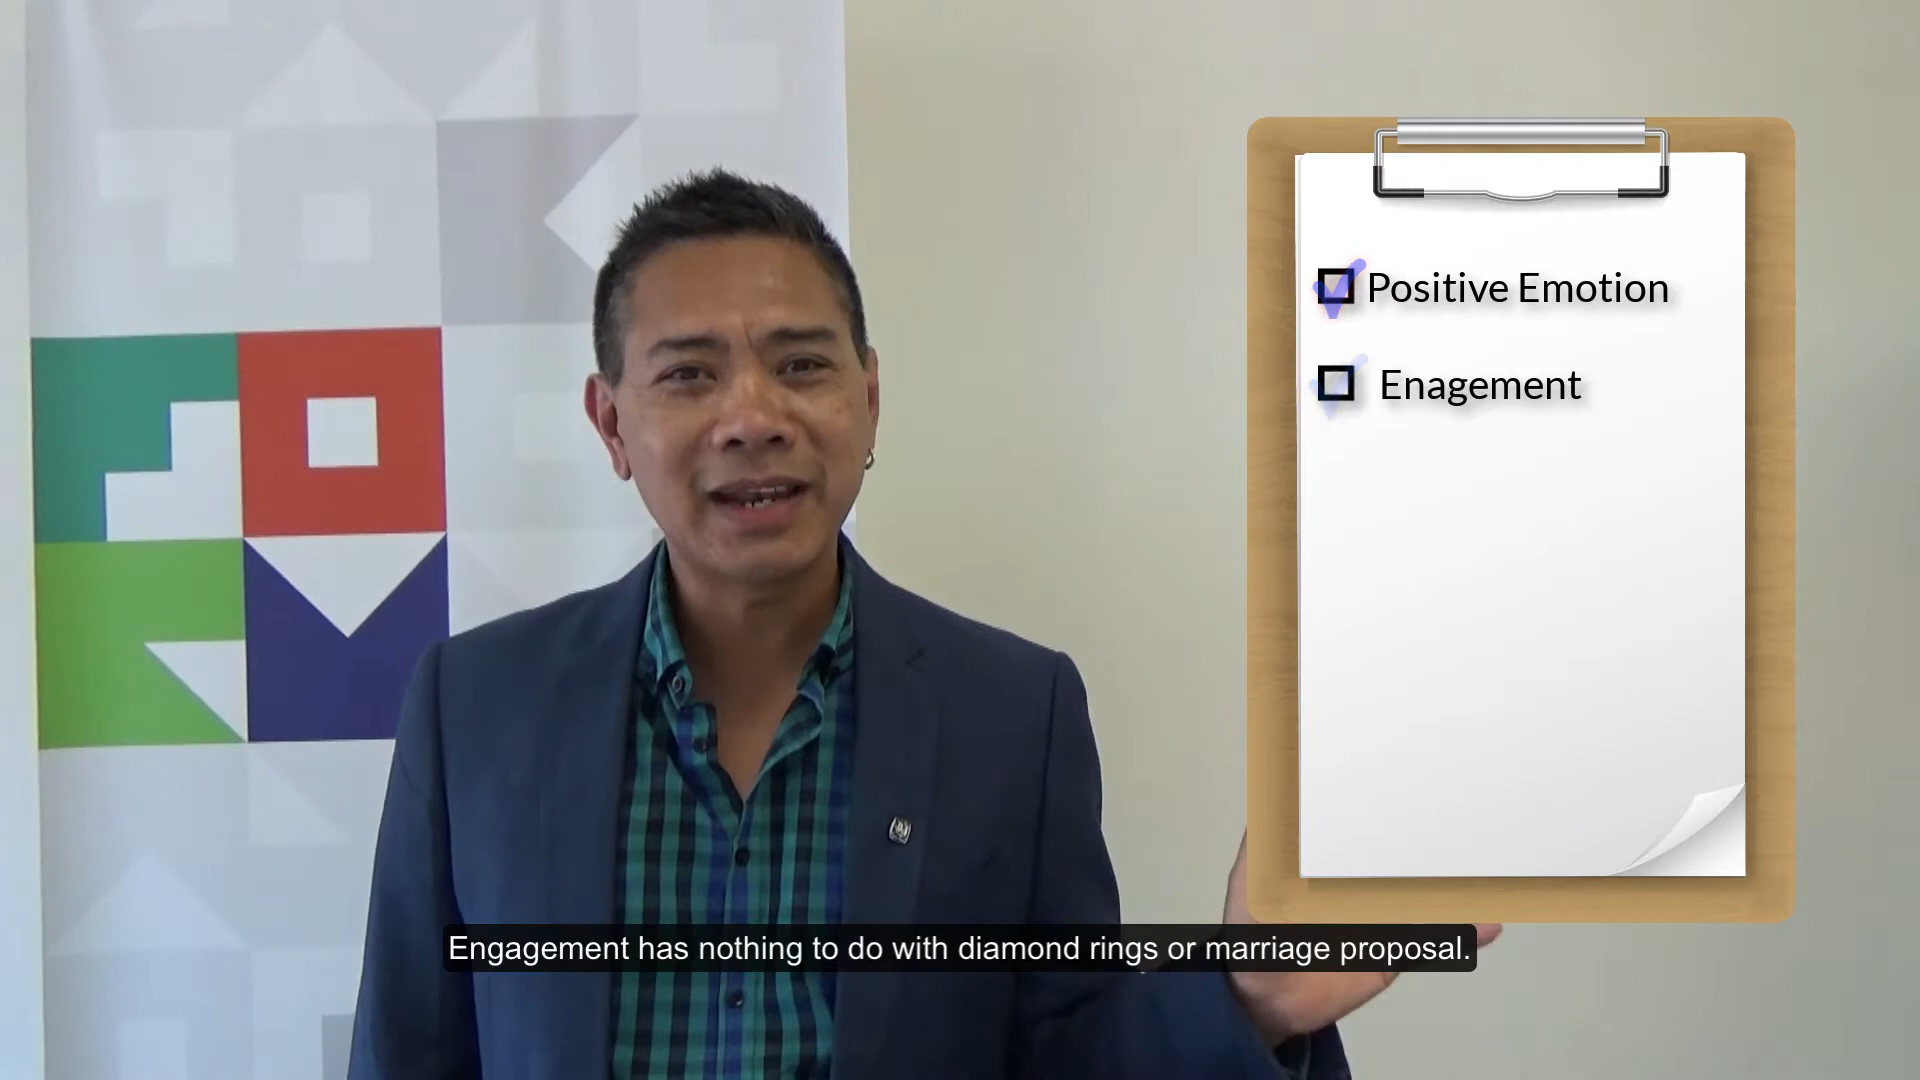 Positive Emotion
Enagement
Engagement has nothing to do with diamond rings or marriage proposal.